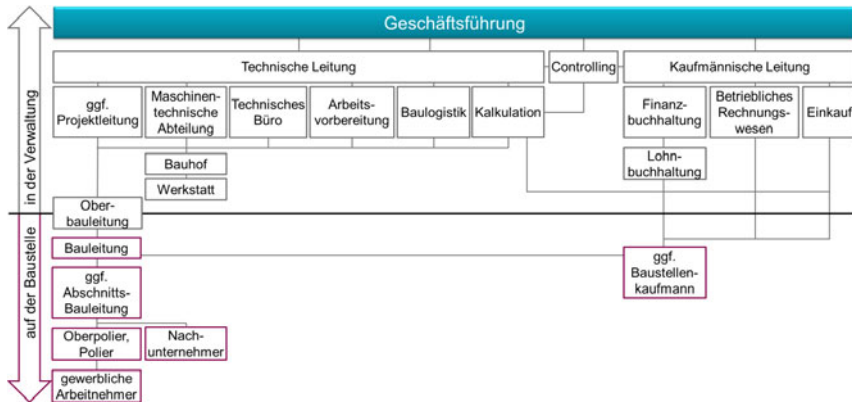 Geschäftsführung
Technische Leitung
Controlling
Kaufmännische Leitung
ggf.
Projektleitung
Maschinen-
technische
Abteilung
Technisches
Büro
Arbeits-
vorbereitung
Baulogistik
Kalkulation
Finanz-
buchhaltung
Betriebliches
Rechnungs-
wesen
Einkauf
Bauhof
Werkstatt
Lohn-
buchhaltung
in der Verwaltung
Ober-
bauleitung
auf der Baustelle
Bauleitung
ggf.
Abschnitts-
Bauleitung
ggf.
Baustellen-
kaufmann
Oberpolier,
Polier
Nach-
unternehmer
gewerbliche
Arbeitnehmer